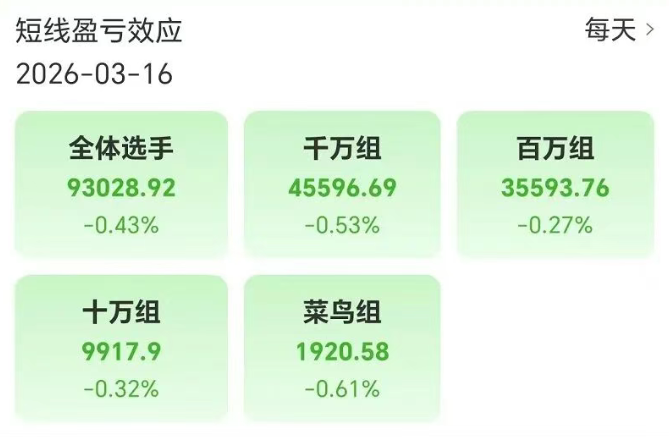 短线盈亏效应
每天 >
2026-03-16
全体选手
93028.92
-0.43%
千万组
45596.69
-0.53%
百万组
35593.76
-0.27%
十万组
9917.9
-0.32%
菜鸟组
1920.58
-0.61%